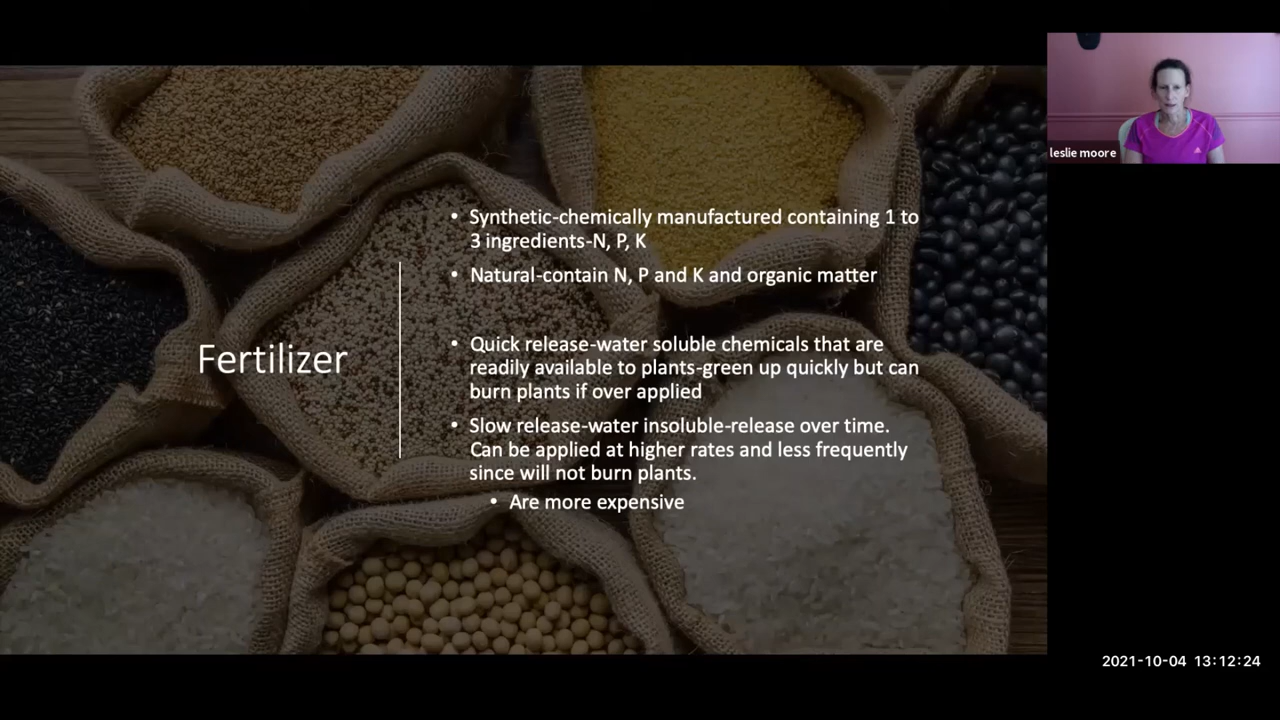 leslie moore
• Synthetic-chemically manufactured containing 1 to
3 ingredients-N, P, K
• Natural-contain N, P and K and organic matter
Fertilizer
• Quick release-water soluble chemicals that are
readily available to plants-green up quickly but can
burn plants if over applied
• Slow release-water insoluble-release over time.
Can be applied at higher rates and less frequently
since will not burn plants.
• Are more expensive
2021-10-04 13:12:24